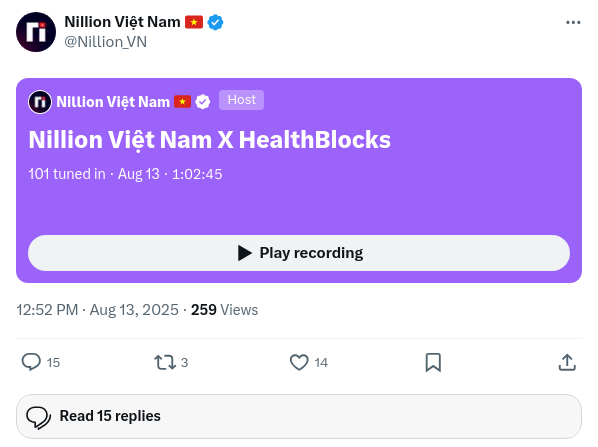 Nillion Việt Nam 🇻🇳
@Nillion_VN
Nillion Việt Nam 🇻🇳 Host
Nillion Việt Nam X HealthBlocks
101 tuned in · Aug 13 · 1:02:45
Play recording
12:52 PM · Aug 13, 2025 · 259 Views
15 3 14
Read 15 replies